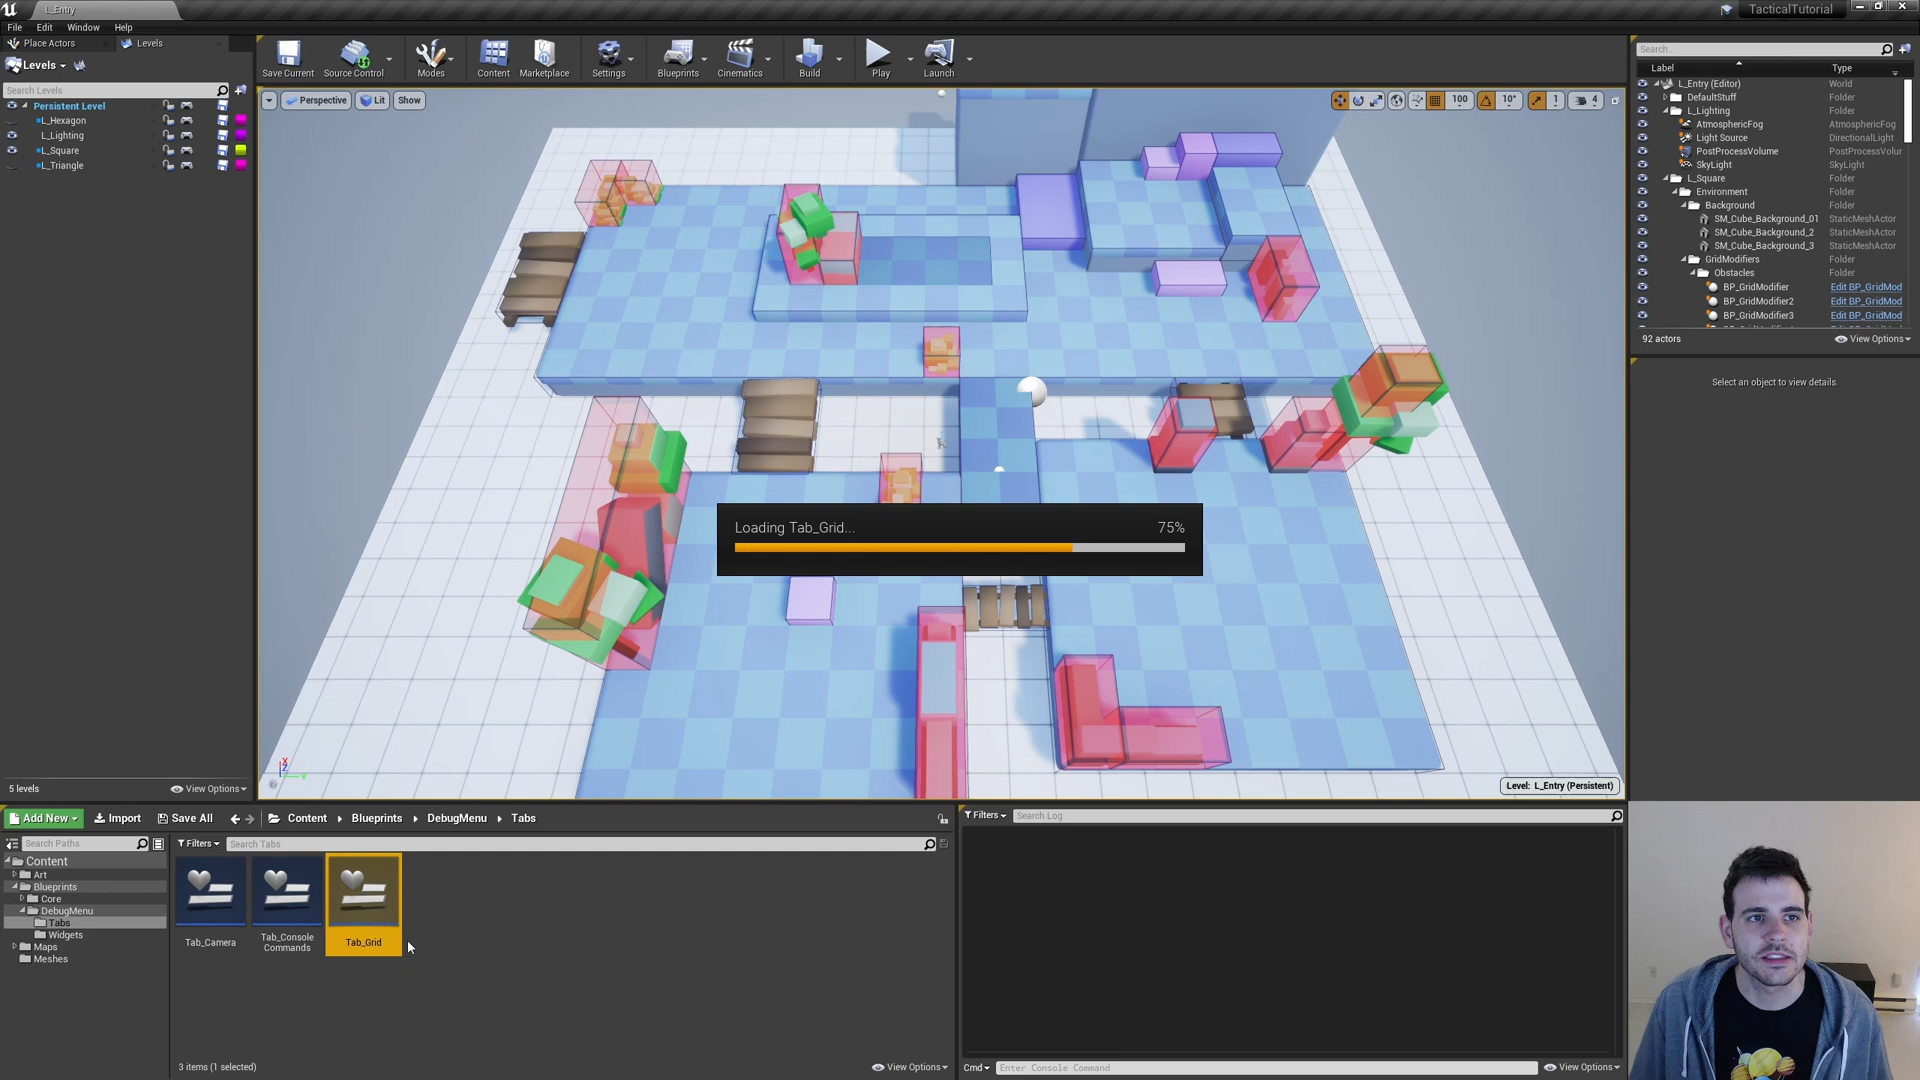 L_Entry
TacticalTutorial
File Edit Window Help
Place Actors
Levels
Levels
Search Levels
Persistent Level
L_Hexagon
L_Lighting
L_Square
L_Triangle
5 levels
View Options
Save Current
Source Control
Modes
Content
Marketplace
Settings
Blueprints
Cinematics
Build
Play
Launch
Perspective
Lit
Show
100
10°
1
4
Loading Tab_Grid...
75%
X
Z
Y
Level: L_Entry (Persistent)
Search...
Label Type
L_Entry (Editor) World
DefaultStuff Folder
L_Lighting Folder
AtmosphericFog AtmosphericFog
Light Source DirectionalLight
PostProcessVolume PostProcessVolur
SkyLight SkyLight
L_Square Folder
Environment Folder
Background Folder
SM_Cube_Background_01 StaticMeshActor
SM_Cube_Background_2 StaticMeshActor
SM_Cube_Background_3 StaticMeshActor
GridModifiers Folder
Obstacles Folder
BP_GridModifier Edit BP_GridMod
BP_GridModifier2 Edit BP_GridMod
BP_GridModifier3 Edit BP_GridMod
92 actors
View Options
Select an object to view details.
Add New
Import
Save All
Content
Blueprints
DebugMenu
Tabs
Search Paths
Filters
Search Tabs
Content
Art
Blueprints
Core
DebugMenu
Tabs
Widgets
Maps
Meshes
Tab_Camera
Tab_Console
Commands
Tab_Grid
3 items (1 selected)
View Options
Filters
Search Log
Cmd
Enter Console Command
View Options